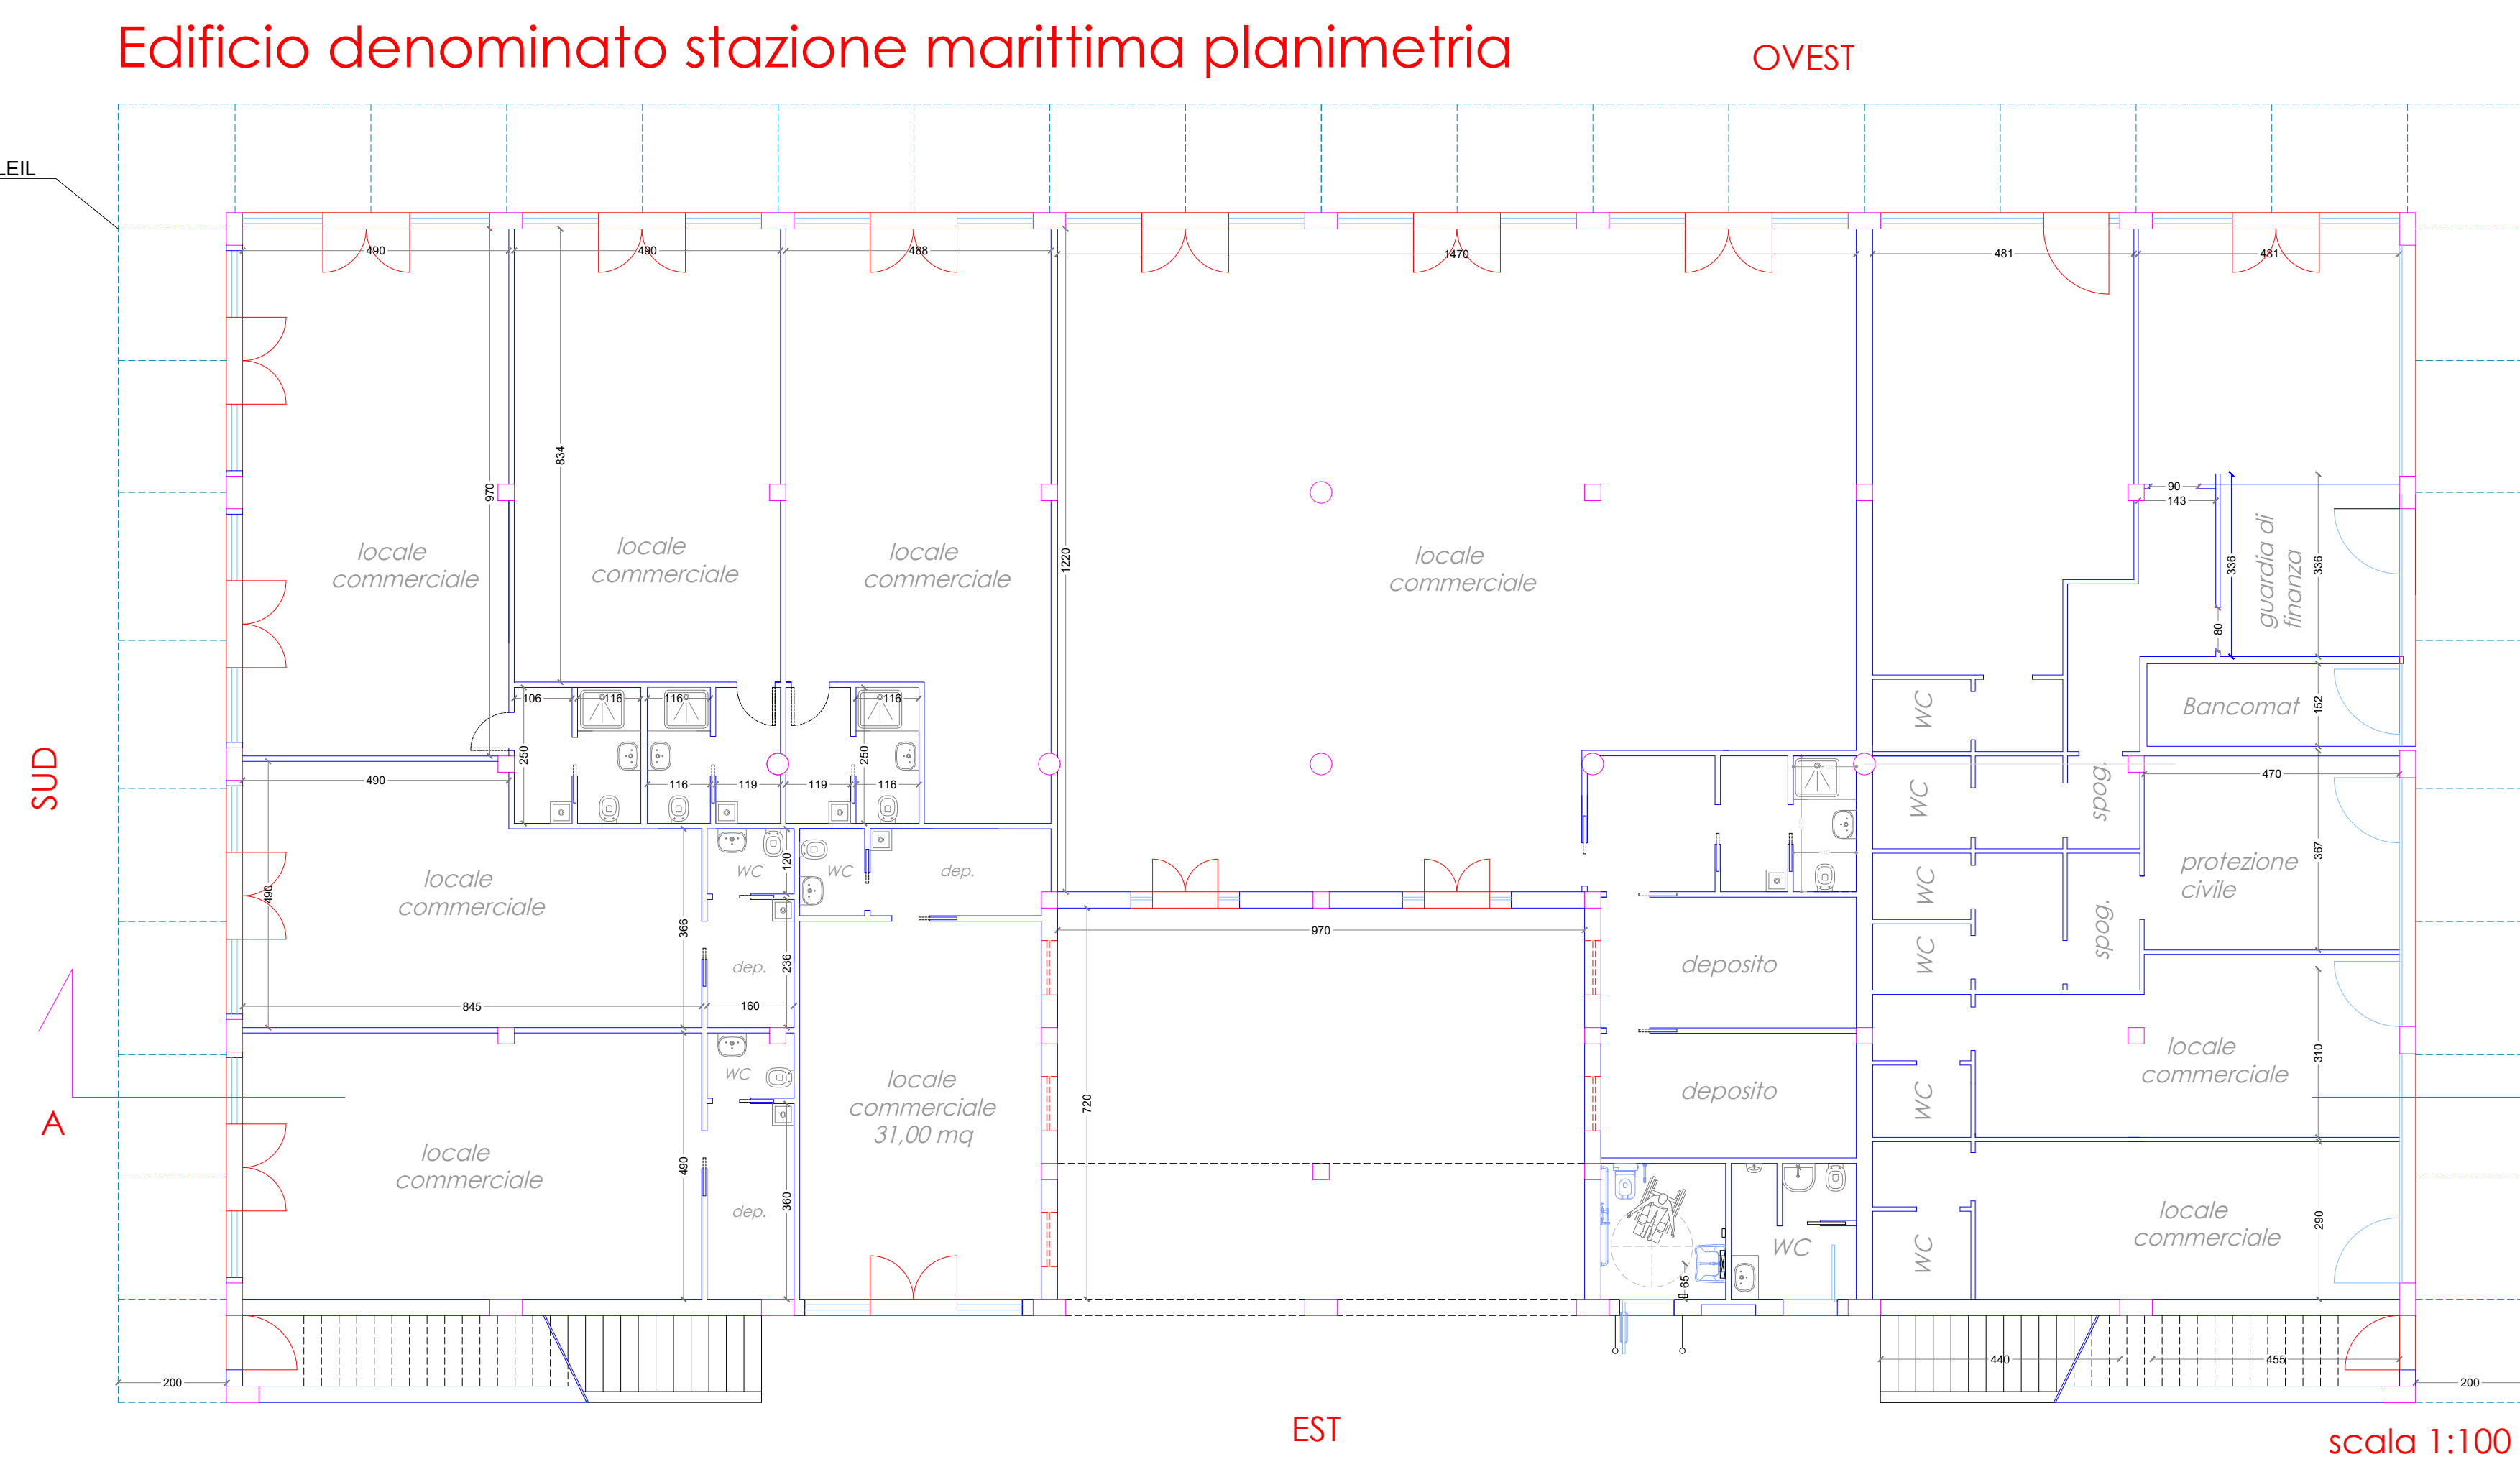 Edificio denominato stazione marittima planimetria
OVEST
LEIL
490
490
488
1470
481
481
834
970
1220
90
143
336
336
80
locale
commerciale
locale
commerciale
locale
commerciale
locale
commerciale
guardia di
finanza
106
116
116
116
250
250
116
119
119
116
WC
Bancomat
152
SUD
490
490
locale
commerciale
366
WC
120
WC
dep.
236
dep.
845
160
970
WC
spog.
470
367
protezione
civile
WC
spog.
WC
deposito
deposito
A
locale
commerciale
490
WC
dep.
360
locale
commerciale
31,00 mq
720
locale
commerciale
310
WC
locale
commerciale
290
WC
WC
65
200
440
455
200
EST
scala 1:100